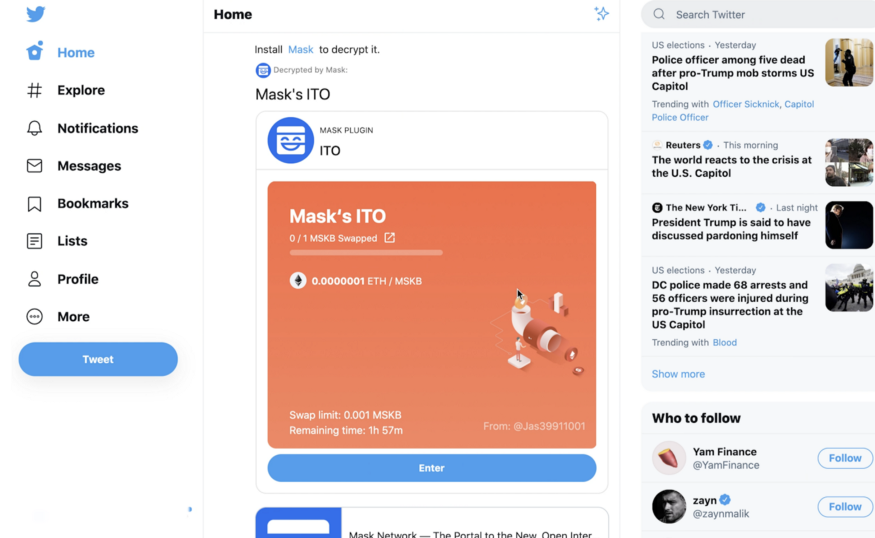 Home
Explore
Notifications
Messages
Bookmarks
Lists
Profile
More
Tweet
Home
Install Mask to decrypt it.
Decrypted by Mask:
Mask's ITO
MASK PLUGIN
ITO
Mask's ITO
0 / 1 MSKB Swapped
0.0000001 ETH / MSKB
Swap limit: 0.001 MSKB
Remaining time: 1h 57m
From: @Jas39911001
Enter
Mask Network — The Portal to the New, Open Inter
Search Twitter
US elections · Yesterday
Police officer among five dead
after pro-Trump mob storms US
Capitol
Trending with Officer Sicknick, Capitol
Police Officer
Reuters · This morning
The world reacts to the crisis at
the U.S. Capitol
The New York Ti... · Last night
President Trump is said to have
discussed pardoning himself
US elections · Yesterday
DC police made 68 arrests and
56 officers were injured during
pro-Trump insurrection at the
US Capitol
Trending with Blood
Show more
Who to follow
Yam Finance
@YamFinance
Follow
zayn
@zaynmalik
Follow